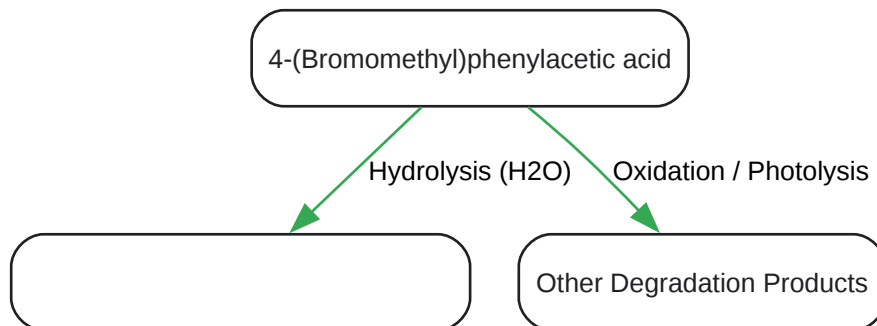 4-(Bromomethyl)phenylacetic acid
Hydrolysis (H2O)
Oxidation / Photolysis
Other Degradation Products